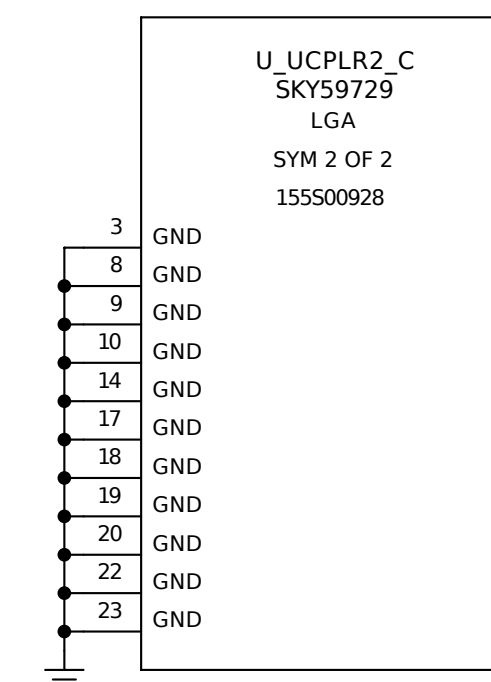 U_UCPLR2_C
SKY59729
LGA
SYM 2 OF 2
155S00928
3 GND
8 GND
9 GND
10 GND
14 GND
17 GND
18 GND
19 GND
20 GND
22 GND
23 GND